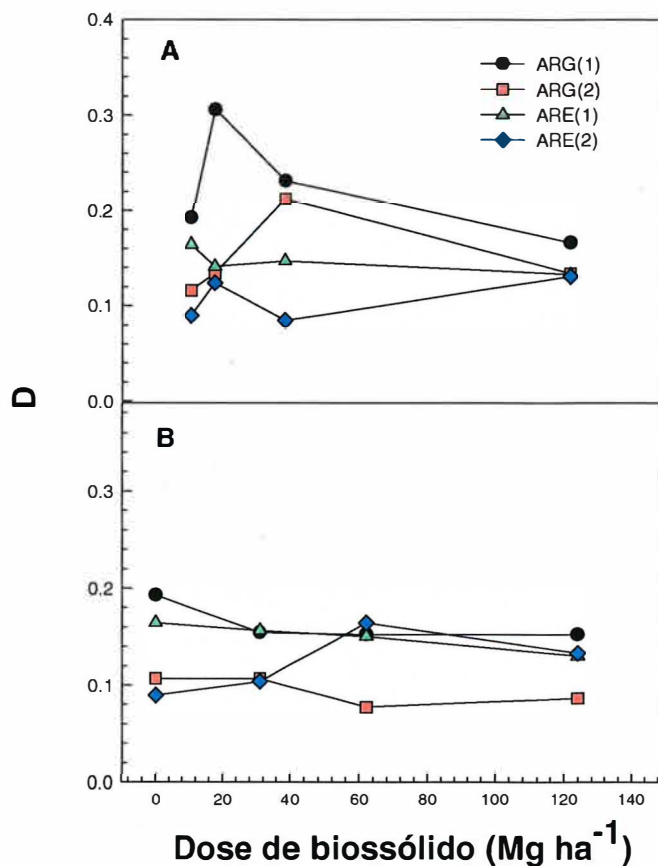 0.4
A
ARG(1)
ARG(2)
ARE(1)
ARE(2)
0.3
0.2
0.1
0.0
D
B
0.3
0.2
0.1
0.0
0 20 40 60 80 100 120 140
Dose de biossólido (Mg ha⁻¹)